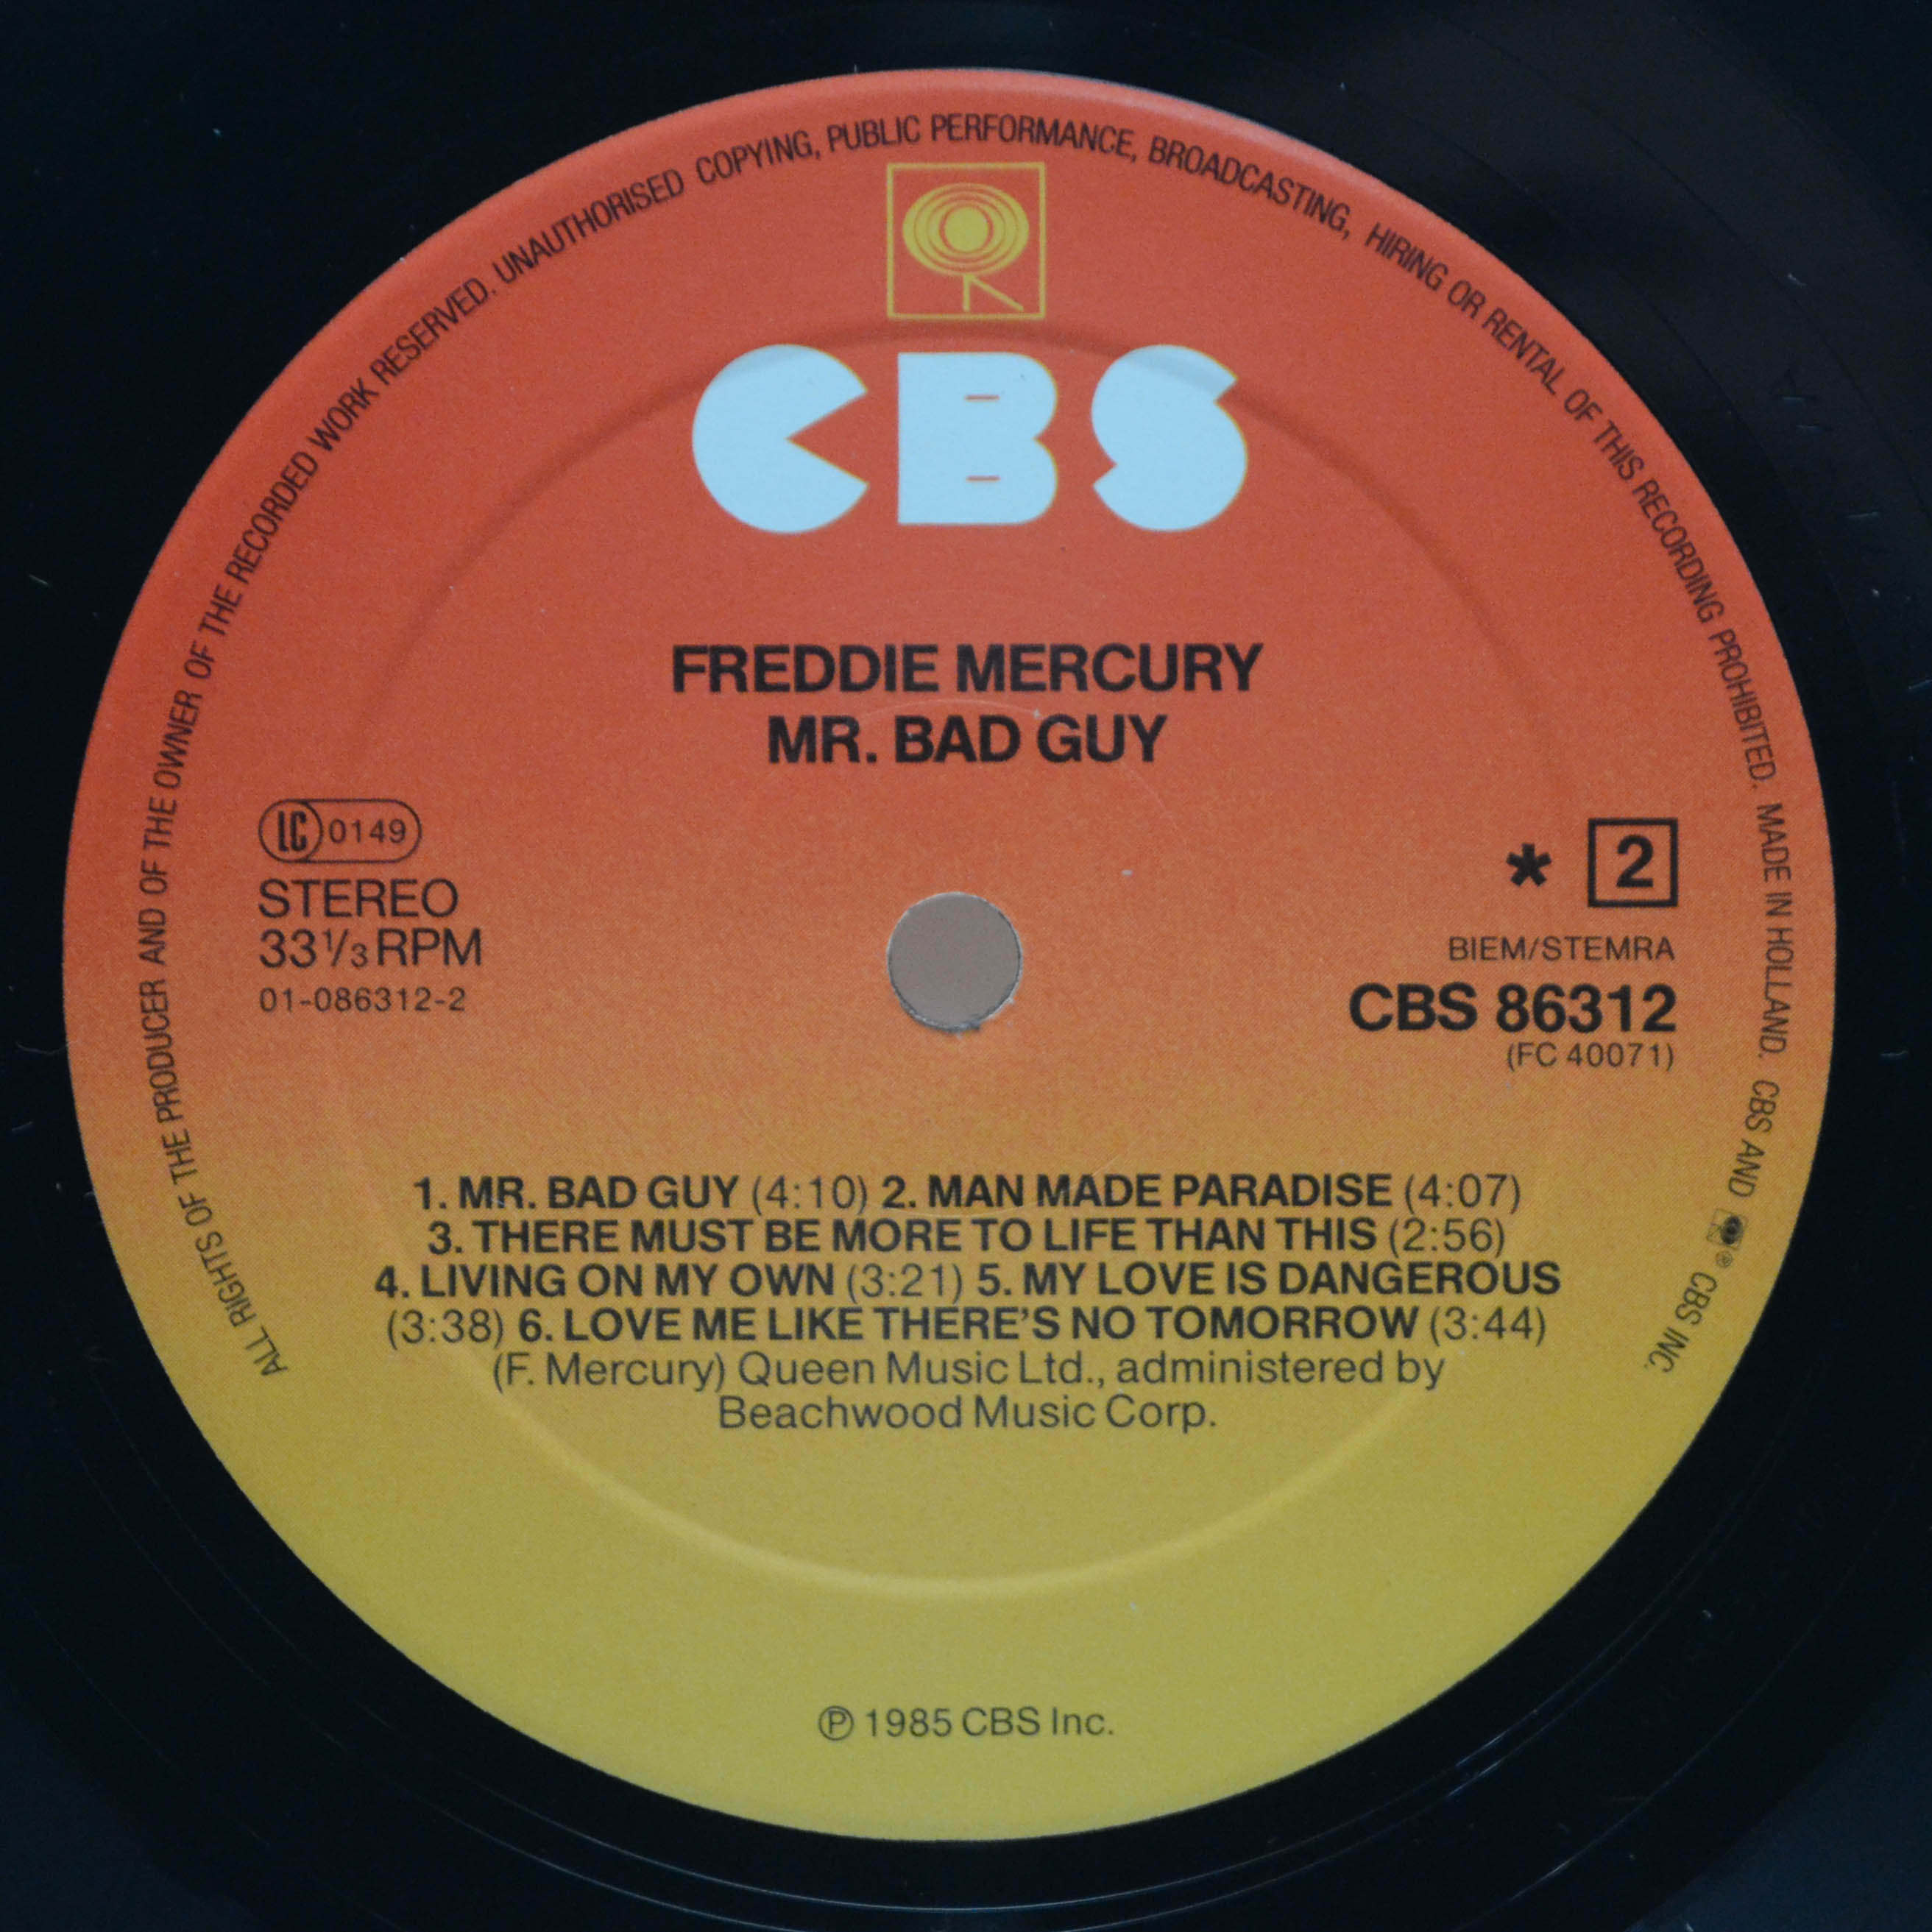 ALL RIGHTS OF THE PRODUCER AND OF THE OWNER OF THE RECORDED WORK RESERVED. UNAUTHORISED COPYING, PUBLIC PERFORMANCE, BROADCASTING, HIRING OR RENTAL OF THIS RECORDING PROHIBITED. MADE IN HOLLAND. CBS AND ® CBS INC.
CBS
FREDDIE MERCURY
MR. BAD GUY
LC 0149
STEREO
33 1/3 RPM
01-086312-2
* 2
BIEM/STEMRA
CBS 86312
(FC 40071)
1. MR. BAD GUY (4:10) 2. MAN MADE PARADISE (4:07)
3. THERE MUST BE MORE TO LIFE THAN THIS (2:56)
4. LIVING ON MY OWN (3:21) 5. MY LOVE IS DANGEROUS
(3:38) 6. LOVE ME LIKE THERE'S NO TOMORROW (3:44)
(F. Mercury) Queen Music Ltd., administered by
Beachwood Music Corp.
℗ 1985 CBS Inc.